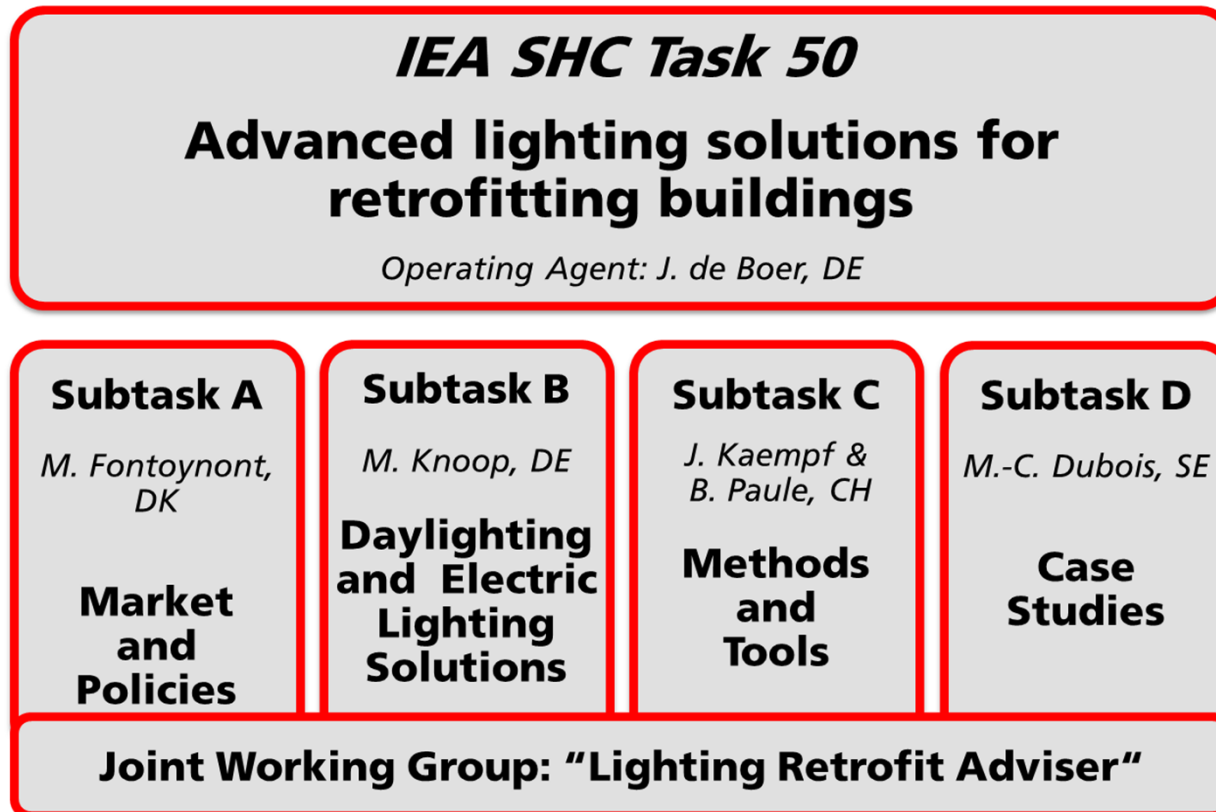 IEA SHC Task 50
Advanced lighting solutions for
retrofitting buildings
Operating Agent: J. de Boer, DE
Subtask A
M. Fontoynont,
DK
Market
and
Policies
Subtask B
M. Knoop, DE
Daylighting
and Electric
Lighting
Solutions
Subtask C
J. Kaempf &
B. Paule, CH
Methods
and
Tools
Subtask D
M.-C. Dubois, SE
Case
Studies
Joint Working Group: “Lighting Retrofit Adviser“